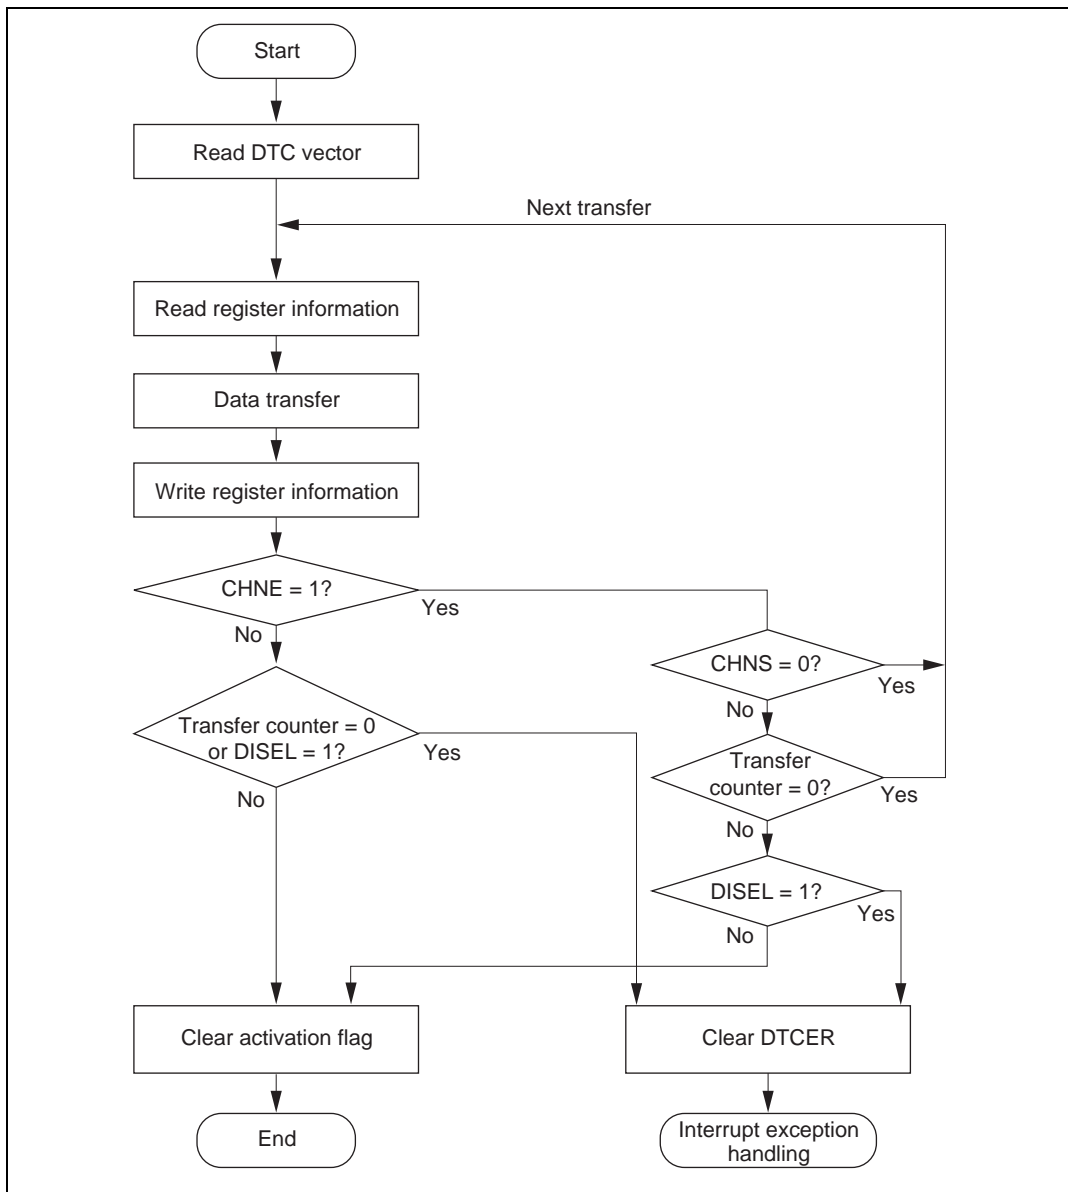 Start
Read DTC vector
Next transfer
Read register information
Data transfer
Write register information
CHNE = 1?
Yes
No
CHNS = 0?
Yes
No
Transfer counter = 0
or DISEL = 1?
Yes
No
Transfer
counter = 0?
Yes
No
DISEL = 1?
Yes
No
Clear activation flag
Clear DTCER
End
Interrupt exception
handling